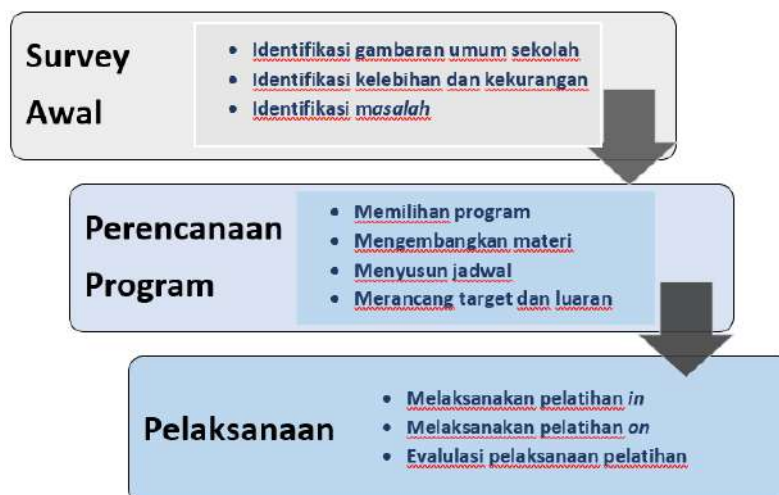 Survey
Awal
• Identifikasi gambaran umum sekolah
• Identifikasi kelebihan dan kekurangan
• Identifikasi masalah
Perencanaan
Program
• Memilihan program
• Mengembangkan materi
• Menyusun jadwal
• Merancang target dan luaran
Pelaksanaan
• Melaksanakan pelatihan in
• Melaksanakan pelatihan on
• Evalulasi pelaksanaan pelatihan